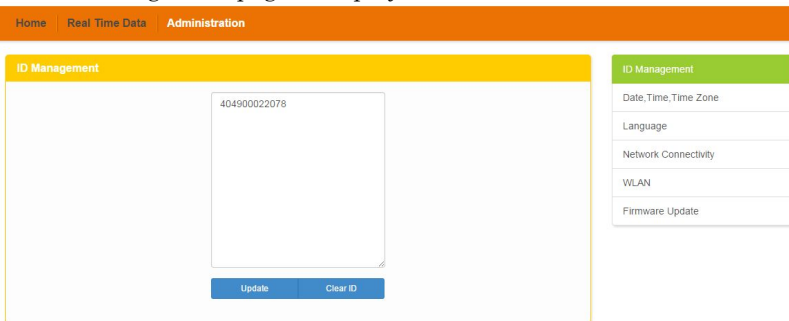 Home Real Time Data Administration
ID Management
404900022078
Update Clear ID
ID Management
Date,Time,Time Zone
Language
Network Connectivity
WLAN
Firmware Update